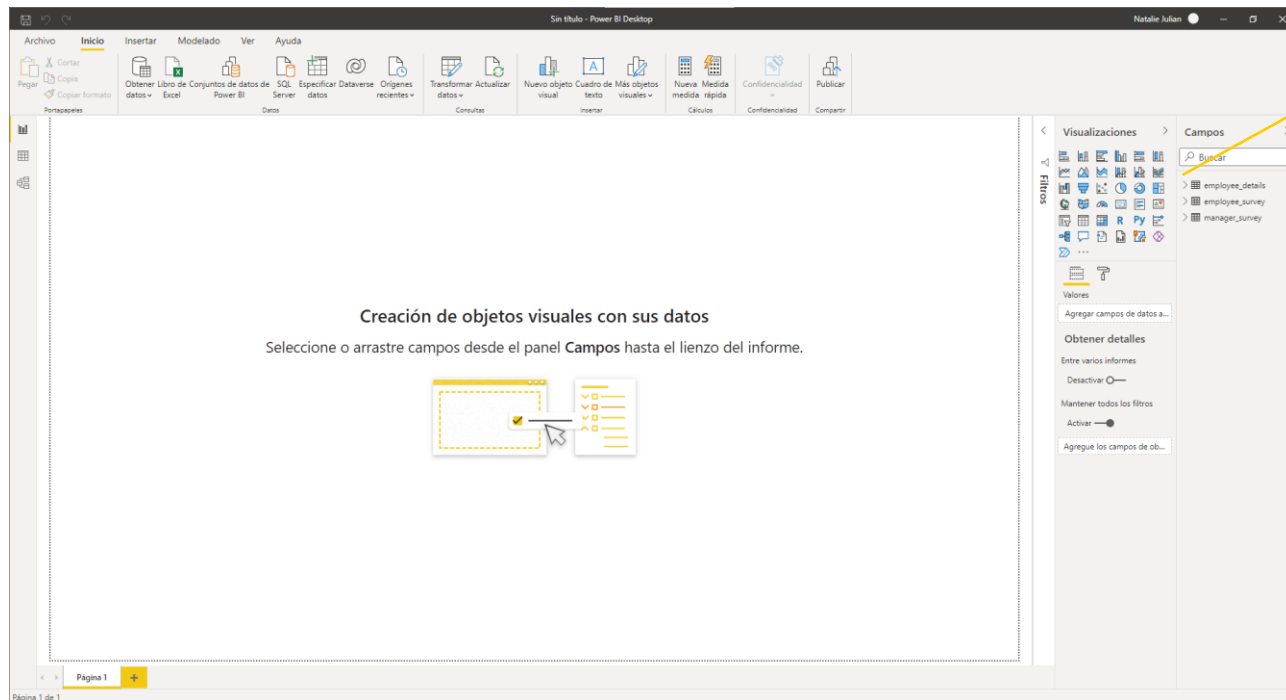 Sin título - Power BI Desktop
Natalie Julian
Archivo Inicio Insertar Modelado Ver Ayuda
Pegar
Cortar
Copia
Copiar formato
Portapapeles
Obtener datos
Libro de Excel
Conjuntos de datos de Power BI
SQL Server
Especificar datos
Dataverse
Orígenes recientes
Datos
Transformar datos
Actualizar
Consultas
Nuevo objeto visual
Cuadro de texto
Más objetos visuales
Insertar
Nueva medida
Medida rápida
Cálculos
Confidencialidad
Confidencialidad
Publicar
Compartir
Creación de objetos visuales con sus datos
Seleccione o arrastre campos desde el panel Campos hasta el lienzo del informe.
Filtros
Visualizaciones
R Py
Valores
Agregar campos de datos a...
Obtener detalles
Entre varios informes
Desactivar
Mantener todos los filtros
Activar
Agregue los campos de ob...
Campos
Buscar
employee_details
employee_survey
manager_survey
Página 1
Página 1 de 1